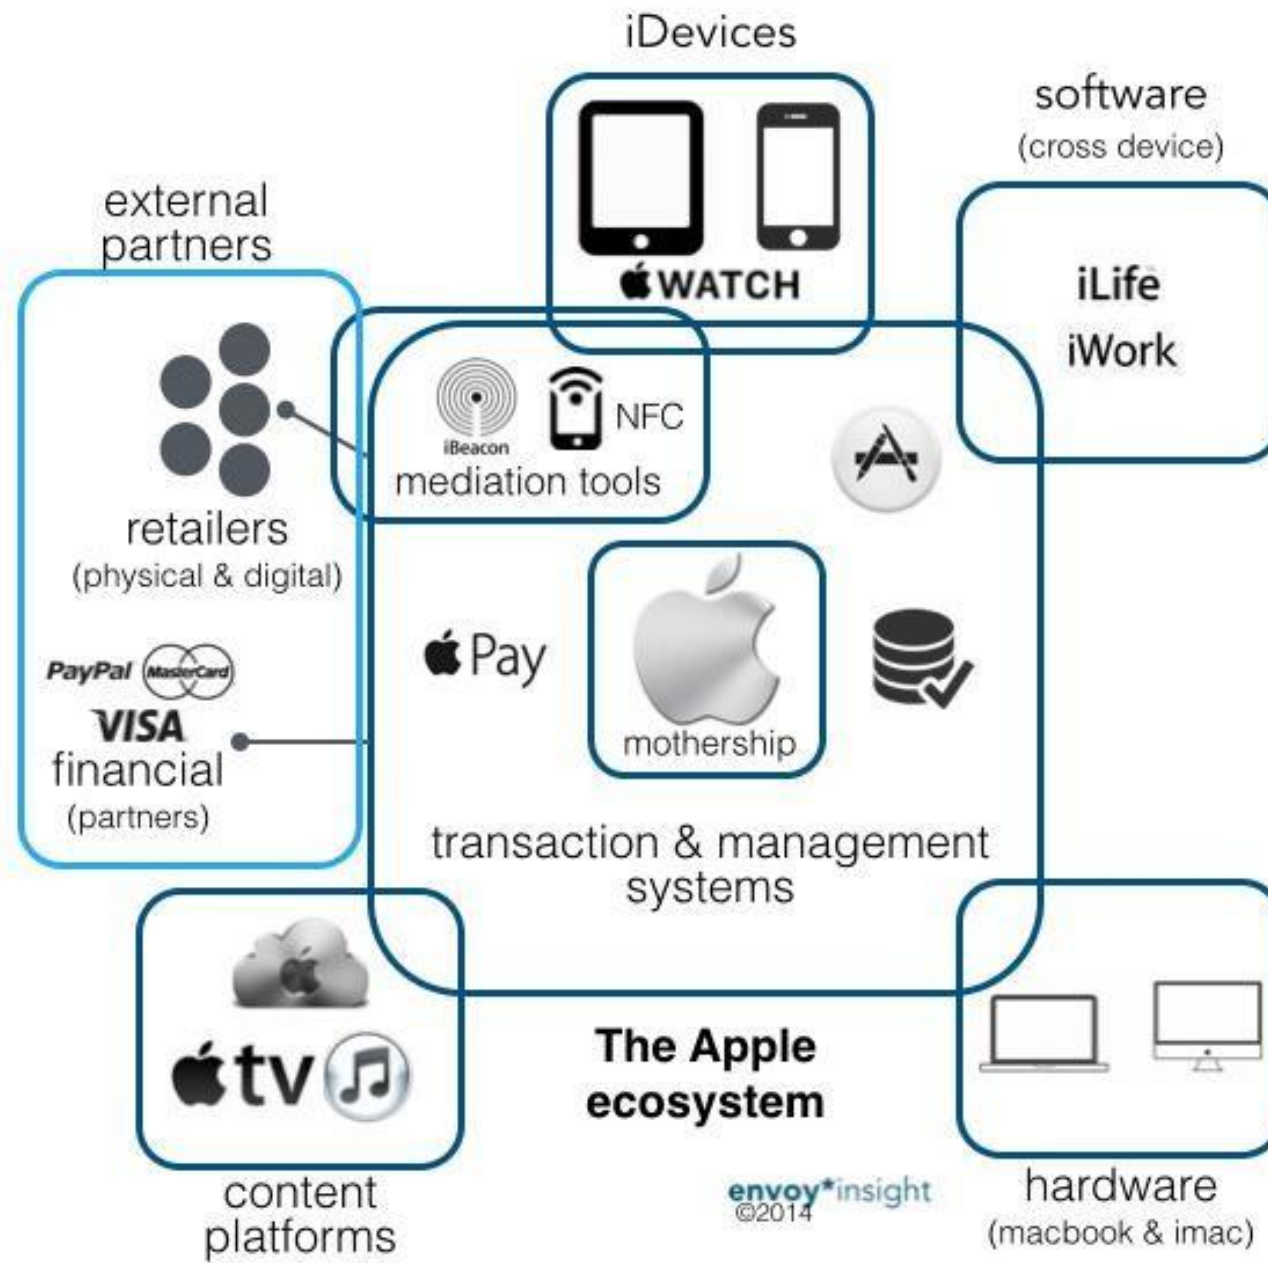 iDevices
software
(cross device)
external
partners
WATCH
iLife
iWork
iBeacon
NFC
mediation tools
retailers
(physical & digital)
Pay
PayPal
MasterCard
VISA
financial
(partners)
mothership
transaction & management
systems
tv
The Apple
ecosystem
content
platforms
envoy*insight
©2014
hardware
(macbook & imac)